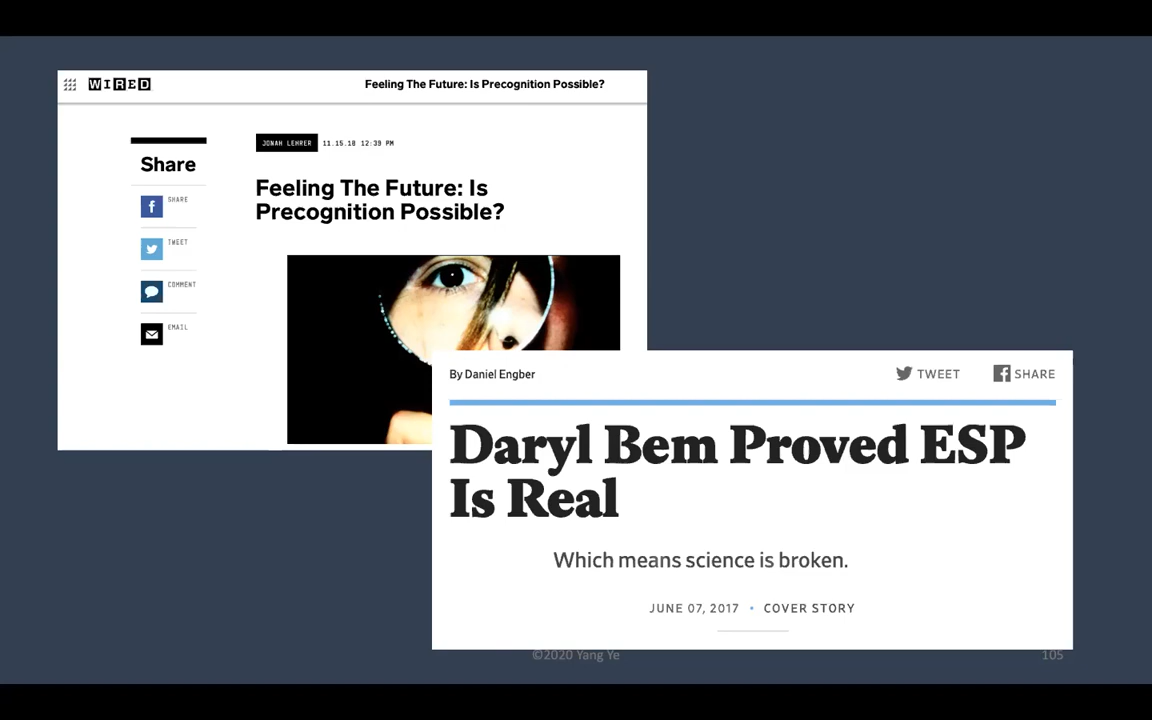 WIRED
Feeling The Future: Is Precognition Possible?
Share
SHARE
TWEET
COMMENT
EMAIL
JONAH LEHRER 11.15.10 12:39 PM
Feeling The Future: Is
Precognition Possible?
By Daniel Engber
TWEET
SHARE
Daryl Bem Proved ESP
Is Real
Which means science is broken.
JUNE 07, 2017 • COVER STORY
©2020 Yang Ye
105